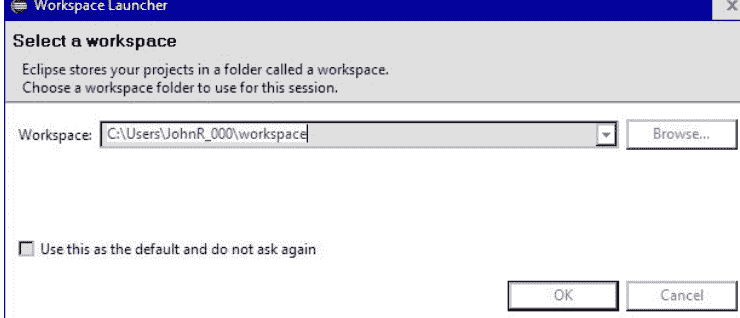 Workspace Launcher
Select a workspace
Eclipse stores your projects in a folder called a workspace.
Choose a workspace folder to use for this session.
Workspace: C:\Users\JohnR_000\workspace Browse...
Use this as the default and do not ask again
OK Cancel